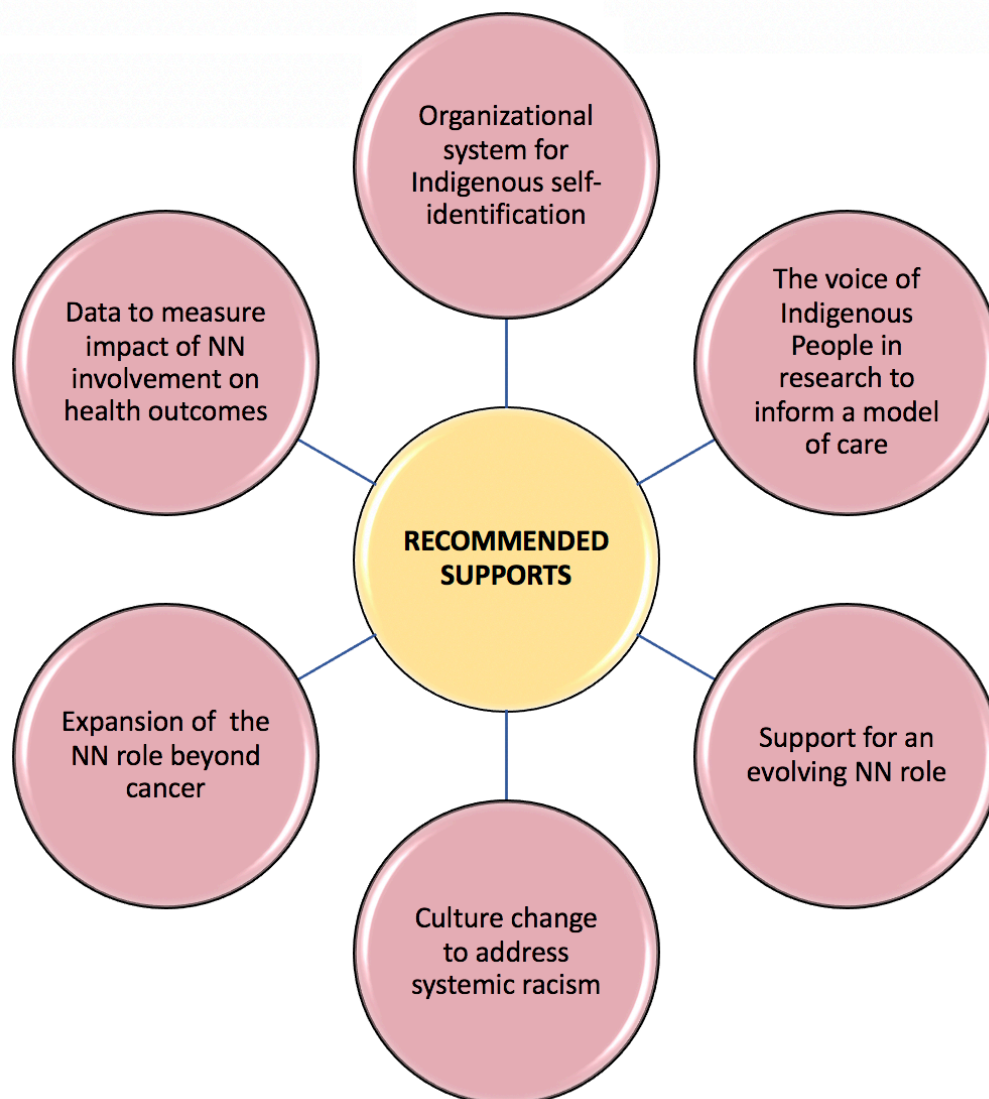 Organizational
system for
Indigenous self-
identification
The voice of
Indigenous
People in
research to
inform a model
of care
Support for an
evolving NN role
Culture change
to address
systemic racism
Expansion of  the
NN role beyond
cancer
Data to measure
impact of NN
involvement on
health outcomes
RECOMMENDED
SUPPORTS